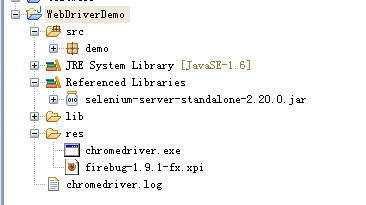 WebDriverDemo
src
demo
JRE System Library [JavaSE-1.6]
Referenced Libraries
selenium-server-standalone-2.20.0.jar
lib
res
chromedriver.exe
firebug-1.9.1-fx.xpi
chromedriver.log